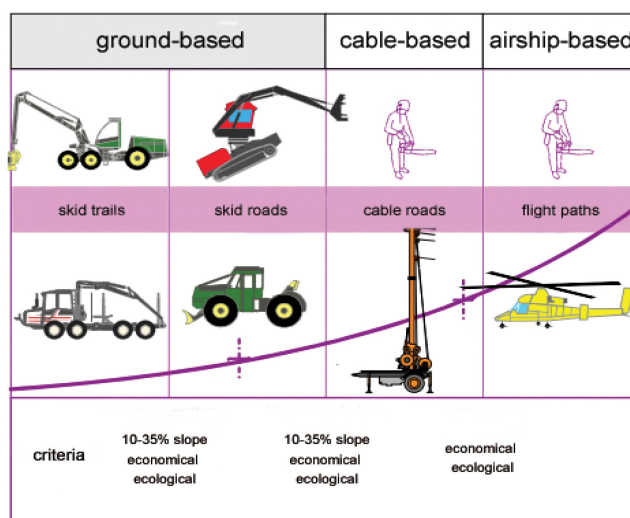 ground-based cable-based airship-based
skid trails skid roads cable roads flight paths
criteria
10-35% slope
economical
ecological
10-35% slope
economical
ecological
economical
ecological